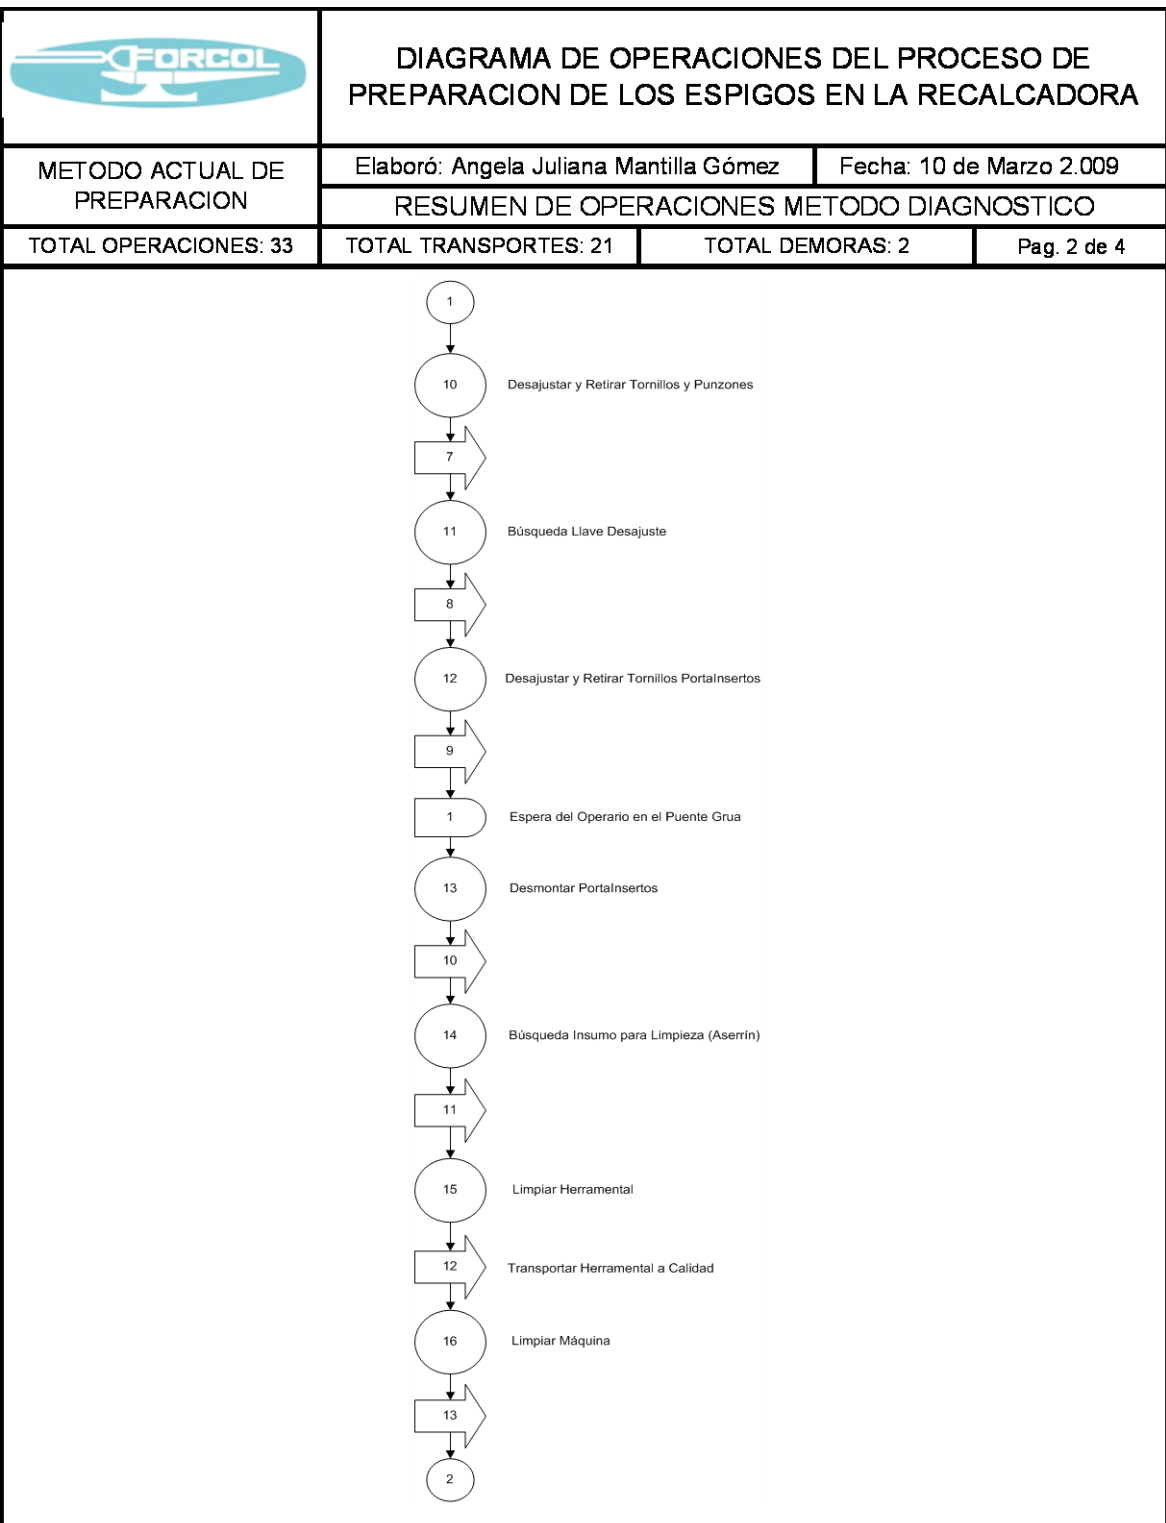 FORCOL
DIAGRAMA DE OPERACIONES DEL PROCESO DE
PREPARACION DE LOS ESPIGOS EN LA RECALCADORA
METODO ACTUAL DE
PREPARACION
Elaboró: Angela Juliana Mantilla Gómez
Fecha: 10 de Marzo 2.009
RESUMEN DE OPERACIONES METODO DIAGNOSTICO
TOTAL OPERACIONES: 33
TOTAL TRANSPORTES: 21
TOTAL DEMORAS: 2
Pag. 2 de 4
1
10 Desajustar y Retirar Tornillos y Punzones
7
11 Búsqueda Llave Desajuste
8
12 Desajustar y Retirar Tornillos PortaInsertos
9
1 Espera del Operario en el Puente Grua
13 Desmontar PortaInsertos
10
14 Búsqueda Insumo para Limpieza (Aserrín)
11
15 Limpiar Herramental
12 Transportar Herramental a Calidad
16 Limpiar Máquina
13
2